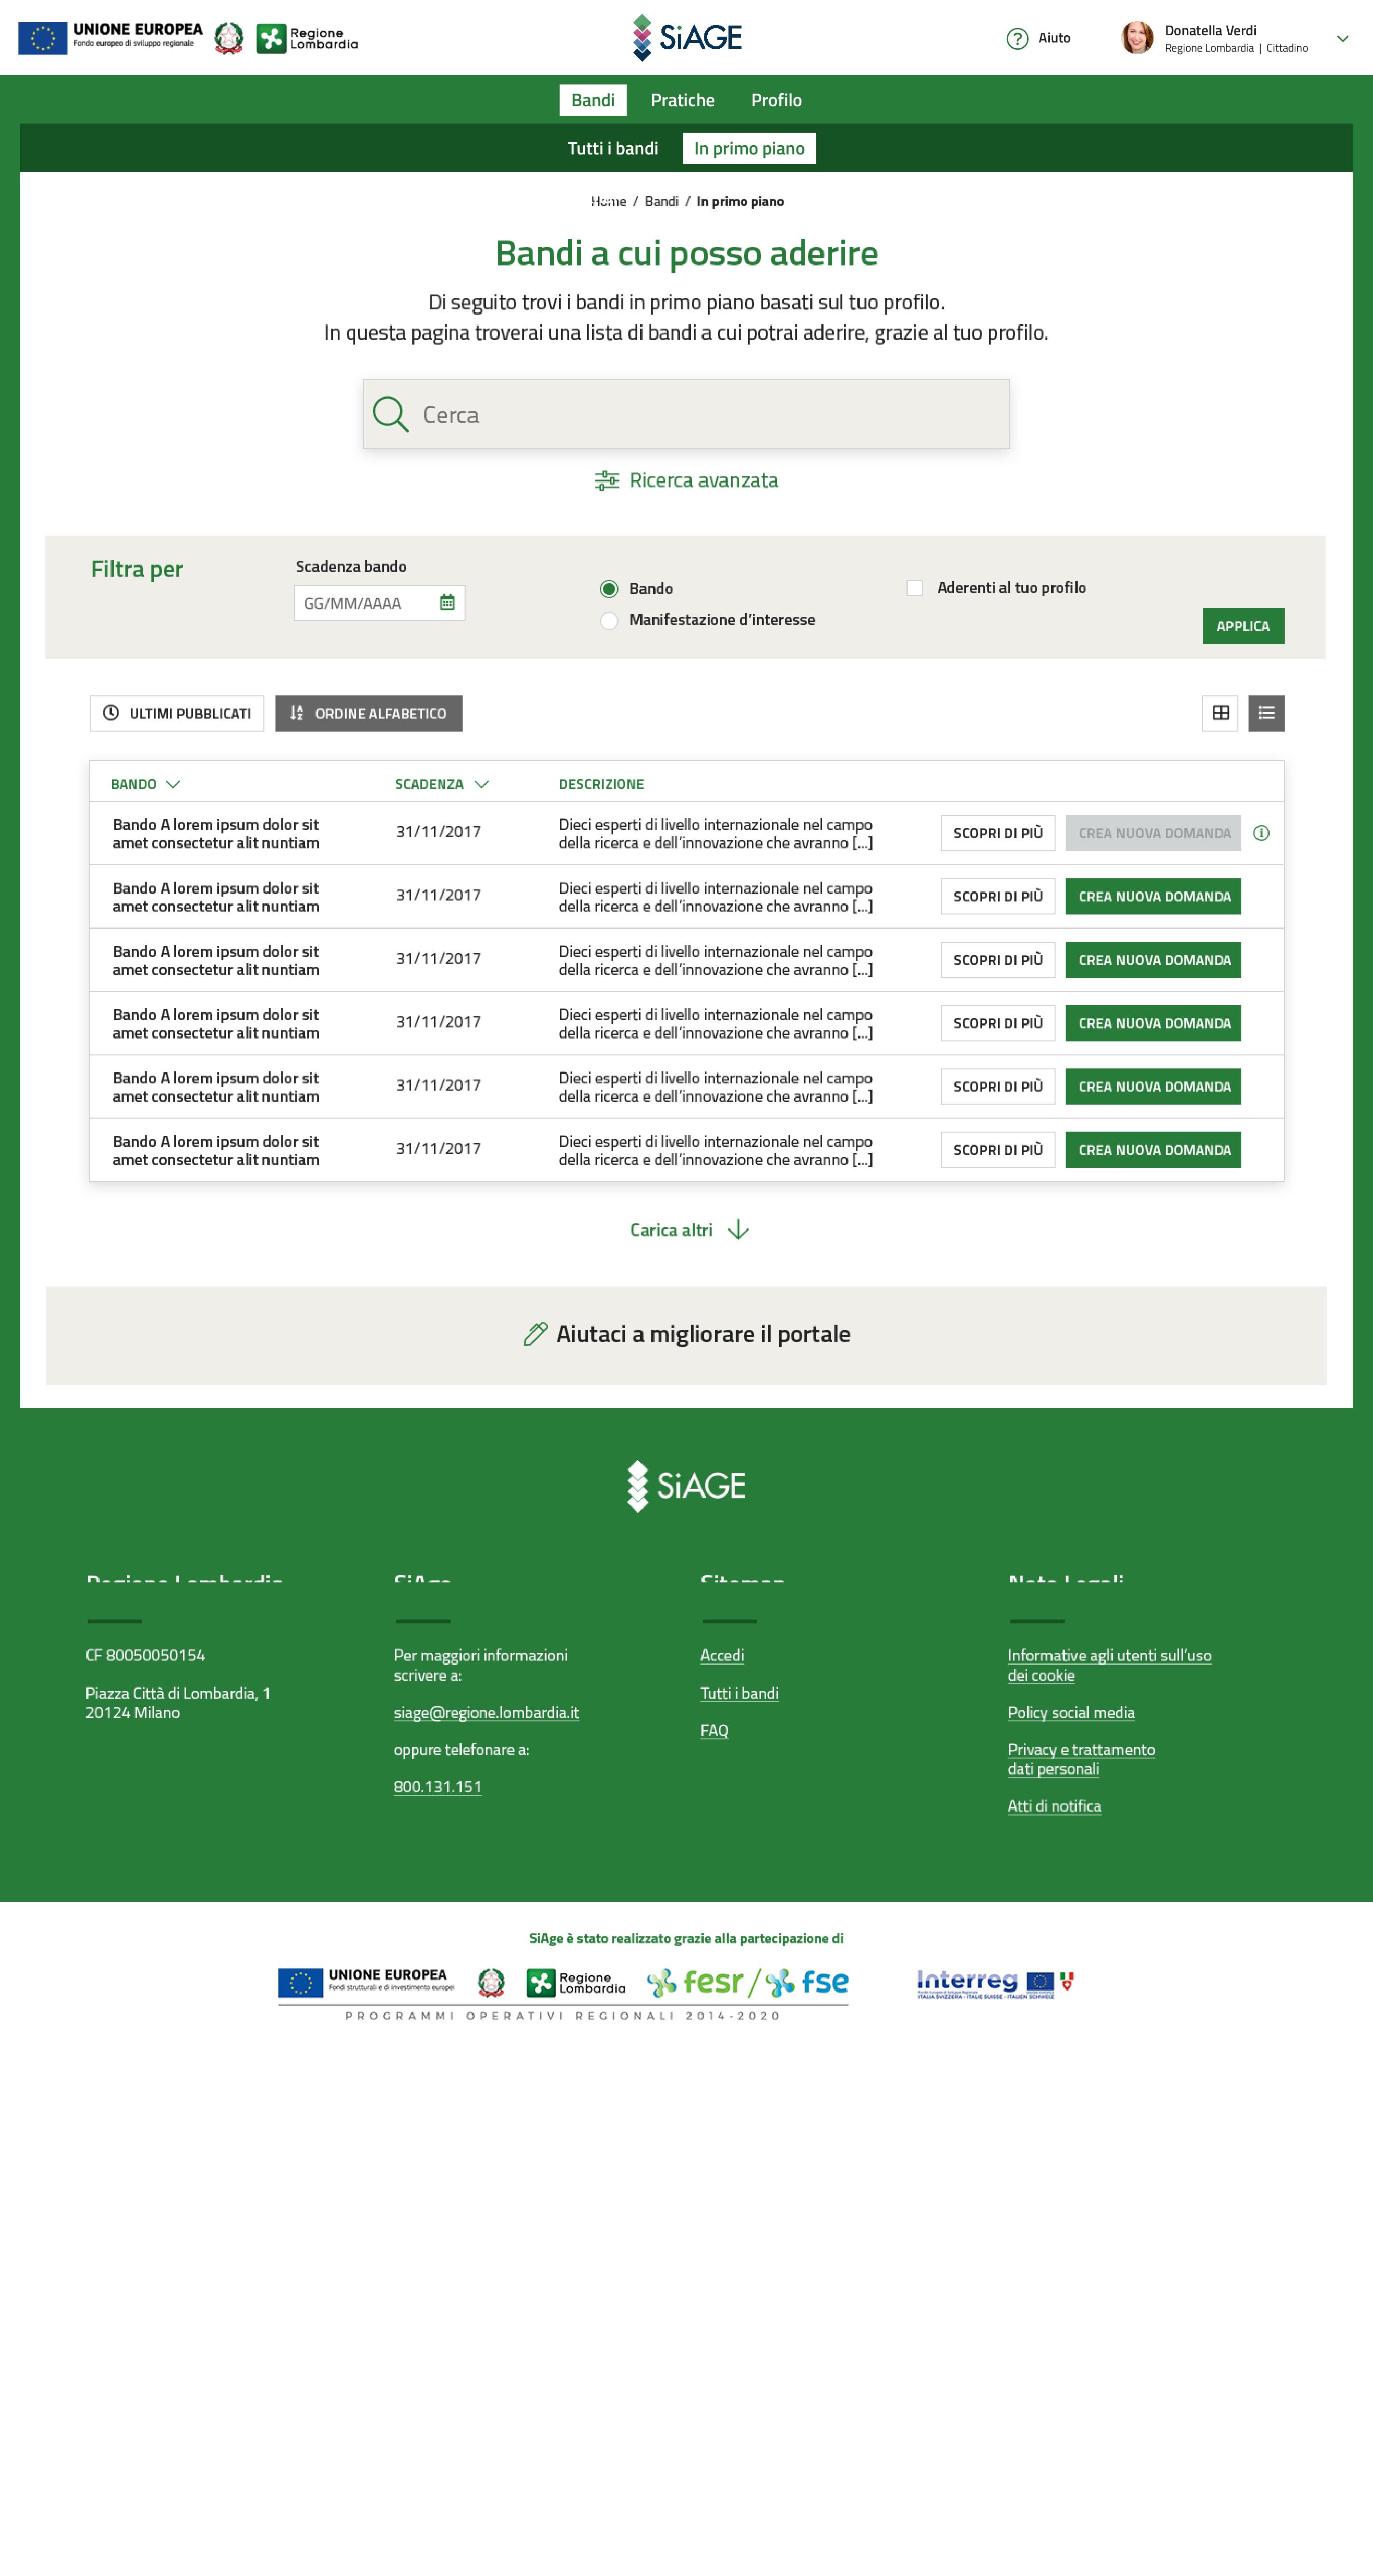 UNIONE EUROPEA
Fondo europeo di sviluppo regionale
Regione
Lombardia
SiAGE
Aiuto
Donatella Verdi
Regione Lombardia | Cittadino
Bandi Pratiche Profilo
Tutti i bandi In primo piano
Home / Bandi / In primo piano
Bandi a cui posso aderire
Di seguito trovi i bandi in primo piano basati sul tuo profilo.
In questa pagina troverai una lista di bandi a cui potrai aderire, grazie al tuo profilo.
Cerca
Ricerca avanzata
Filtra per
Scadenza bando
GG/MM/AAAA
Bando
Manifestazione d’interesse
Aderenti al tuo profilo
APPLICA
ULTIMI PUBBLICATI ORDINE ALFABETICO
BANDO SCADENZA DESCRIZIONE
Bando A lorem ipsum dolor sit
amet consectetur alit nuntiam
31/11/2017
Dieci esperti di livello internazionale nel campo
della ricerca e dell’innovazione che avranno [...]
SCOPRI DI PIÙ CREA NUOVA DOMANDA
Bando A lorem ipsum dolor sit
amet consectetur alit nuntiam
31/11/2017
Dieci esperti di livello internazionale nel campo
della ricerca e dell’innovazione che avranno [...]
SCOPRI DI PIÙ CREA NUOVA DOMANDA
Bando A lorem ipsum dolor sit
amet consectetur alit nuntiam
31/11/2017
Dieci esperti di livello internazionale nel campo
della ricerca e dell’innovazione che avranno [...]
SCOPRI DI PIÙ CREA NUOVA DOMANDA
Bando A lorem ipsum dolor sit
amet consectetur alit nuntiam
31/11/2017
Dieci esperti di livello internazionale nel campo
della ricerca e dell’innovazione che avranno [...]
SCOPRI DI PIÙ CREA NUOVA DOMANDA
Bando A lorem ipsum dolor sit
amet consectetur alit nuntiam
31/11/2017
Dieci esperti di livello internazionale nel campo
della ricerca e dell’innovazione che avranno [...]
SCOPRI DI PIÙ CREA NUOVA DOMANDA
Bando A lorem ipsum dolor sit
amet consectetur alit nuntiam
31/11/2017
Dieci esperti di livello internazionale nel campo
della ricerca e dell’innovazione che avranno [...]
SCOPRI DI PIÙ CREA NUOVA DOMANDA
Carica altri
Aiutaci a migliorare il portale
SiAGE
Regione Lombardia
CF 80050050154
Piazza Città di Lombardia, 1
20124 Milano
SiAge
Per maggiori informazioni
scrivere a:
siage@regione.lombardia.it
oppure telefonare a:
800.131.151
Sitemap
Accedi
Tutti i bandi
FAQ
Note Legali
Informative agli utenti sull’uso
dei cookie
Policy social media
Privacy e trattamento
dati personali
Atti di notifica
SiAge è stato realizzato grazie alla partecipazione di
UNIONE EUROPEA
Fondi strutturali e di investimento europei
Regione
Lombardia
fesr / fse
PROGRAMMI OPERATIVI REGIONALI 2014-2020
Interreg
ITALIA SVIZZERA - ITALIE SUISSE - ITALIEN SCHWEIZ